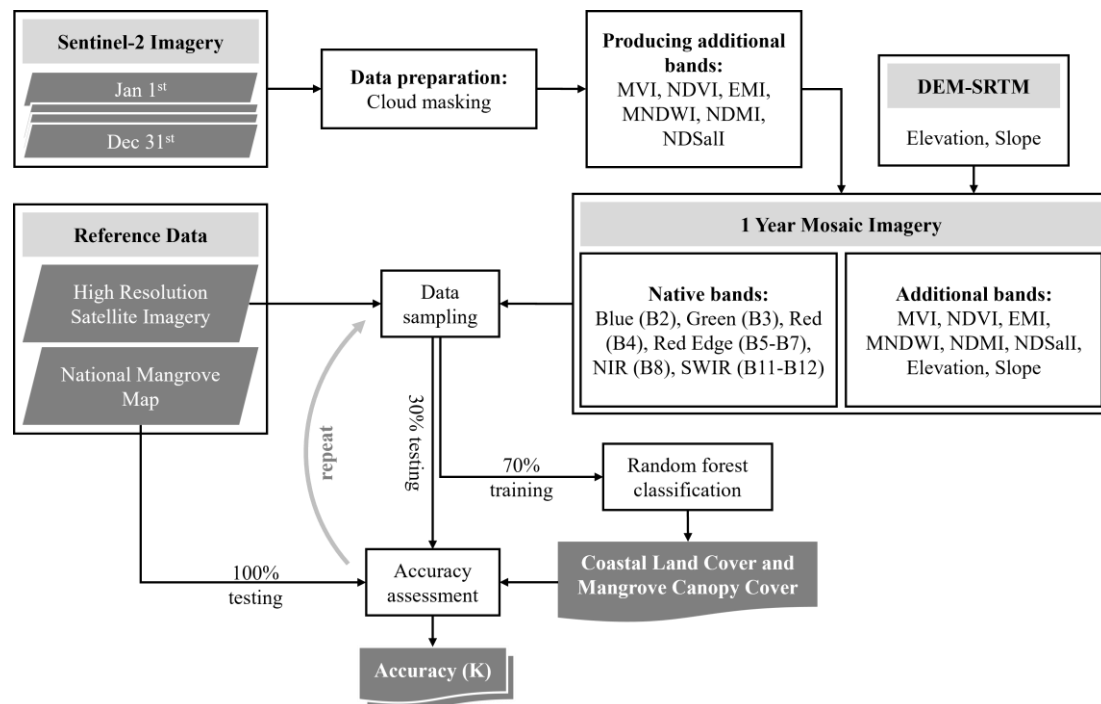 Sentinel-2 Imagery
Jan 1st
Dec 31st
Data preparation:
Cloud masking
Producing additional
bands:
MVI, NDVI, EMI,
MNDWI, NDMI,
NDSalI
DEM-SRTM
Elevation, Slope
Reference Data
High Resolution
Satellite Imagery
National Mangrove
Map
Data
sampling
1 Year Mosaic Imagery
Native bands:
Blue (B2), Green (B3), Red
(B4), Red Edge (B5-B7),
NIR (B8), SWIR (B11-B12)
Additional bands:
MVI, NDVI, EMI,
MNDWI, NDMI, NDSalI,
Elevation, Slope
repeat
30% testing
70%
training
Random forest
classification
100%
testing
Accuracy
assessment
Coastal Land Cover and
Mangrove Canopy Cover
Accuracy (K)